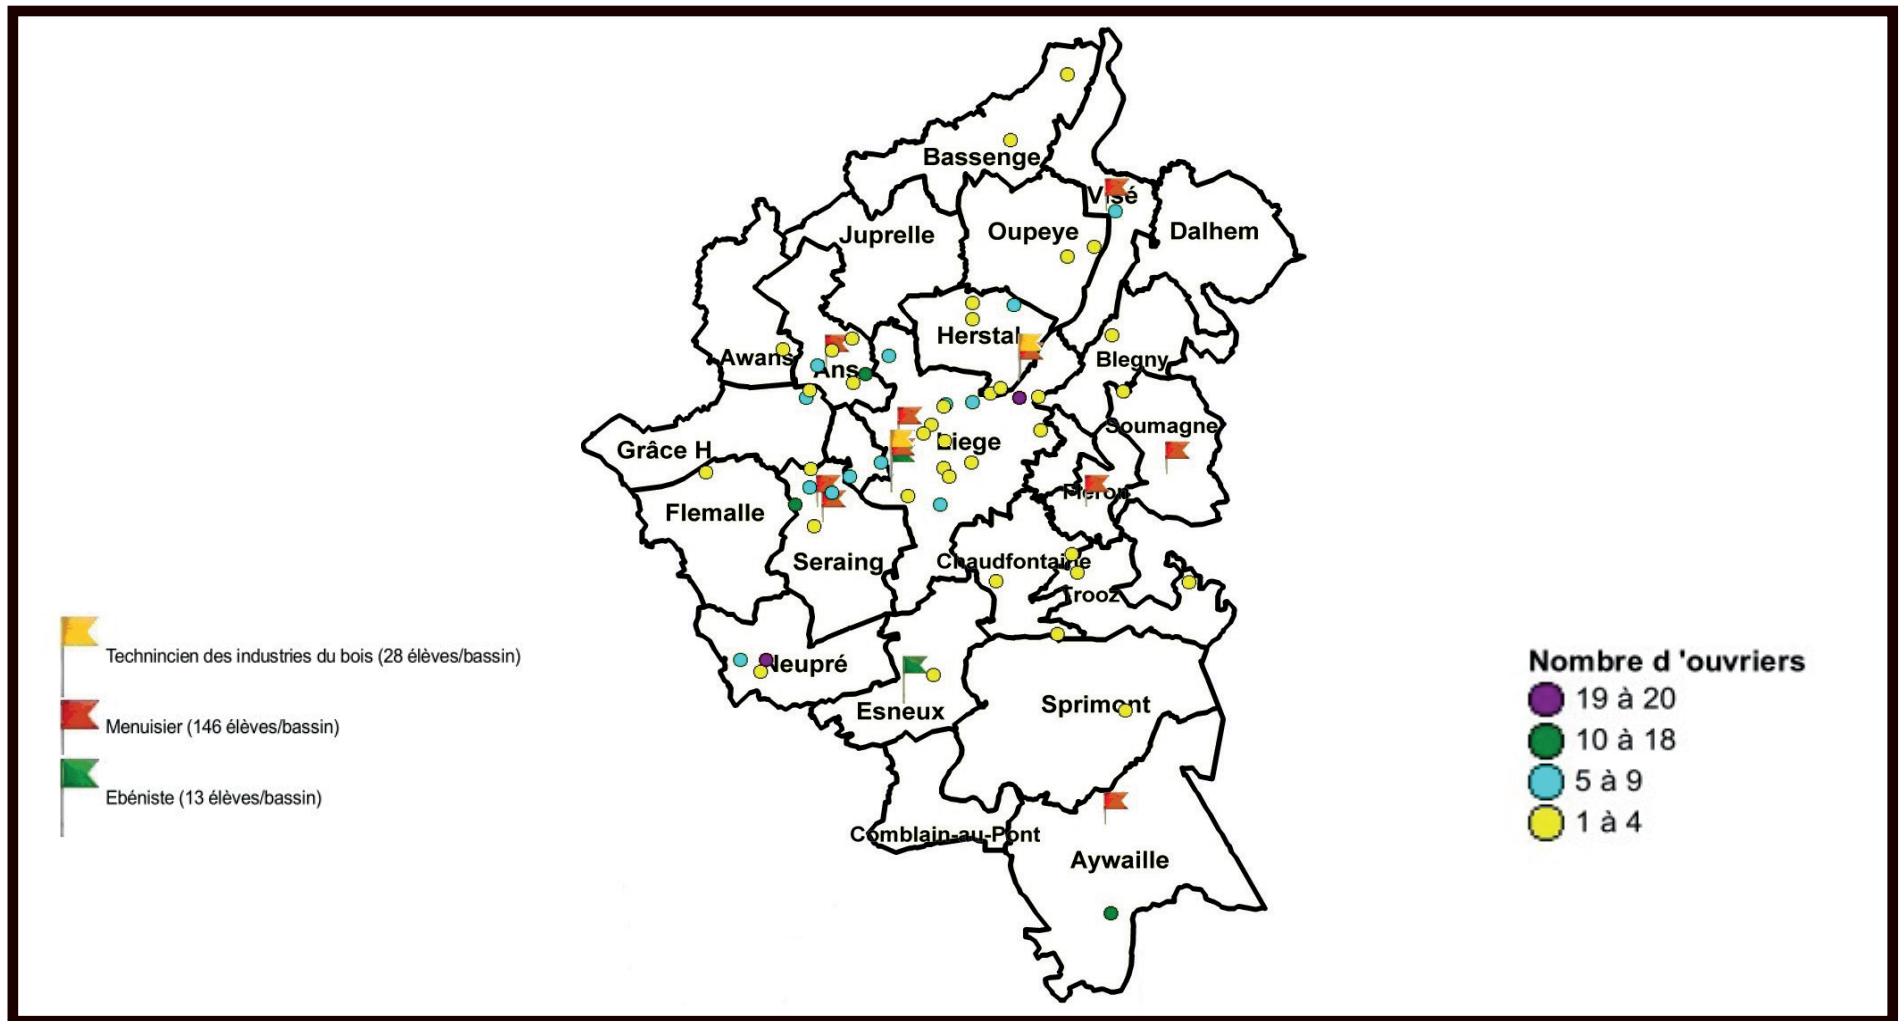 Bassenge
Visé
Juprelle
Oupeye
Dalhem
Herstal
Awans
Ans
Blegny
Soumagne
Liege
Grâce H
Fleron
Flemalle
Seraing
Chaudfontaine
Trooz
Neupré
Esneux
Sprimont
Comblain-au-Pont
Aywaille
Technincien des industries du bois (28 élèves/bassin)
Menuisier (146 élèves/bassin)
Ebéniste (13 élèves/bassin)
Nombre d 'ouvriers
19 à 20
10 à 18
5 à 9
1 à 4